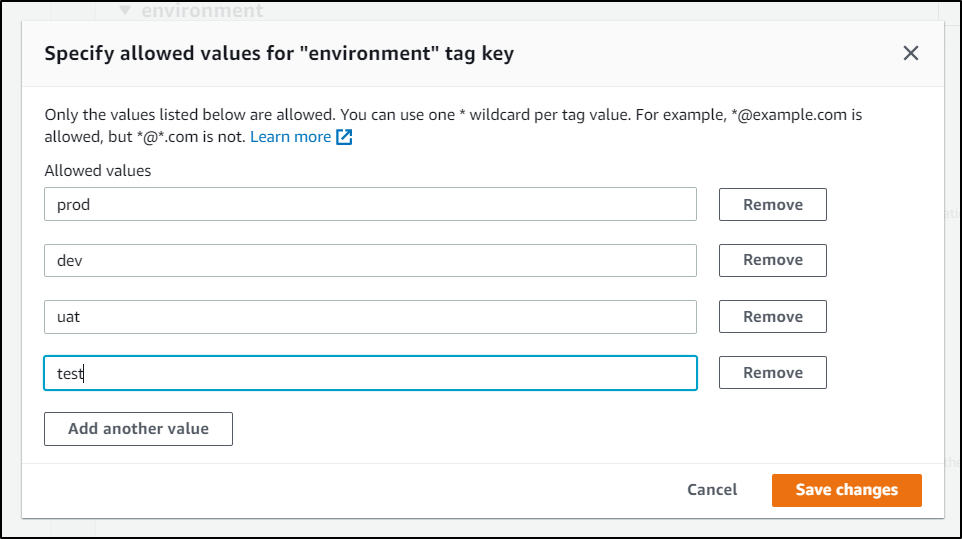 environment
Specify allowed values for "environment" tag key
Only the values listed below are allowed. You can use one * wildcard per tag value. For example, *@example.com is
allowed, but *@*.com is not. Learn more
Allowed values
prod
Remove
dev
Remove
uat
Remove
test
Remove
Add another value
Cancel
Save changes